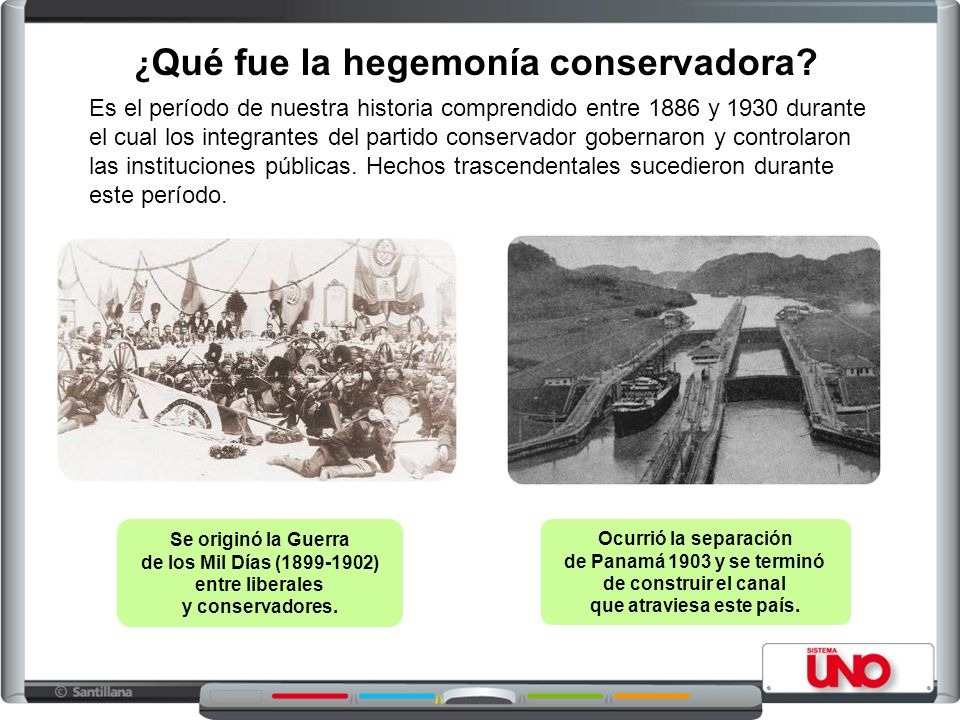 ¿Qué fue la hegemonía conservadora?
Es el período de nuestra historia comprendido entre 1886 y 1930 durante
el cual los integrantes del partido conservador gobernaron y controlaron
las instituciones públicas. Hechos trascendentales sucedieron durante
este período.
Se originó la Guerra
de los Mil Días (1899-1902)
entre liberales
y conservadores.
Ocurrió la separación
de Panamá 1903 y se terminó
de construir el canal
que atraviesa este país.
SISTEMA
UNO
© Santillana